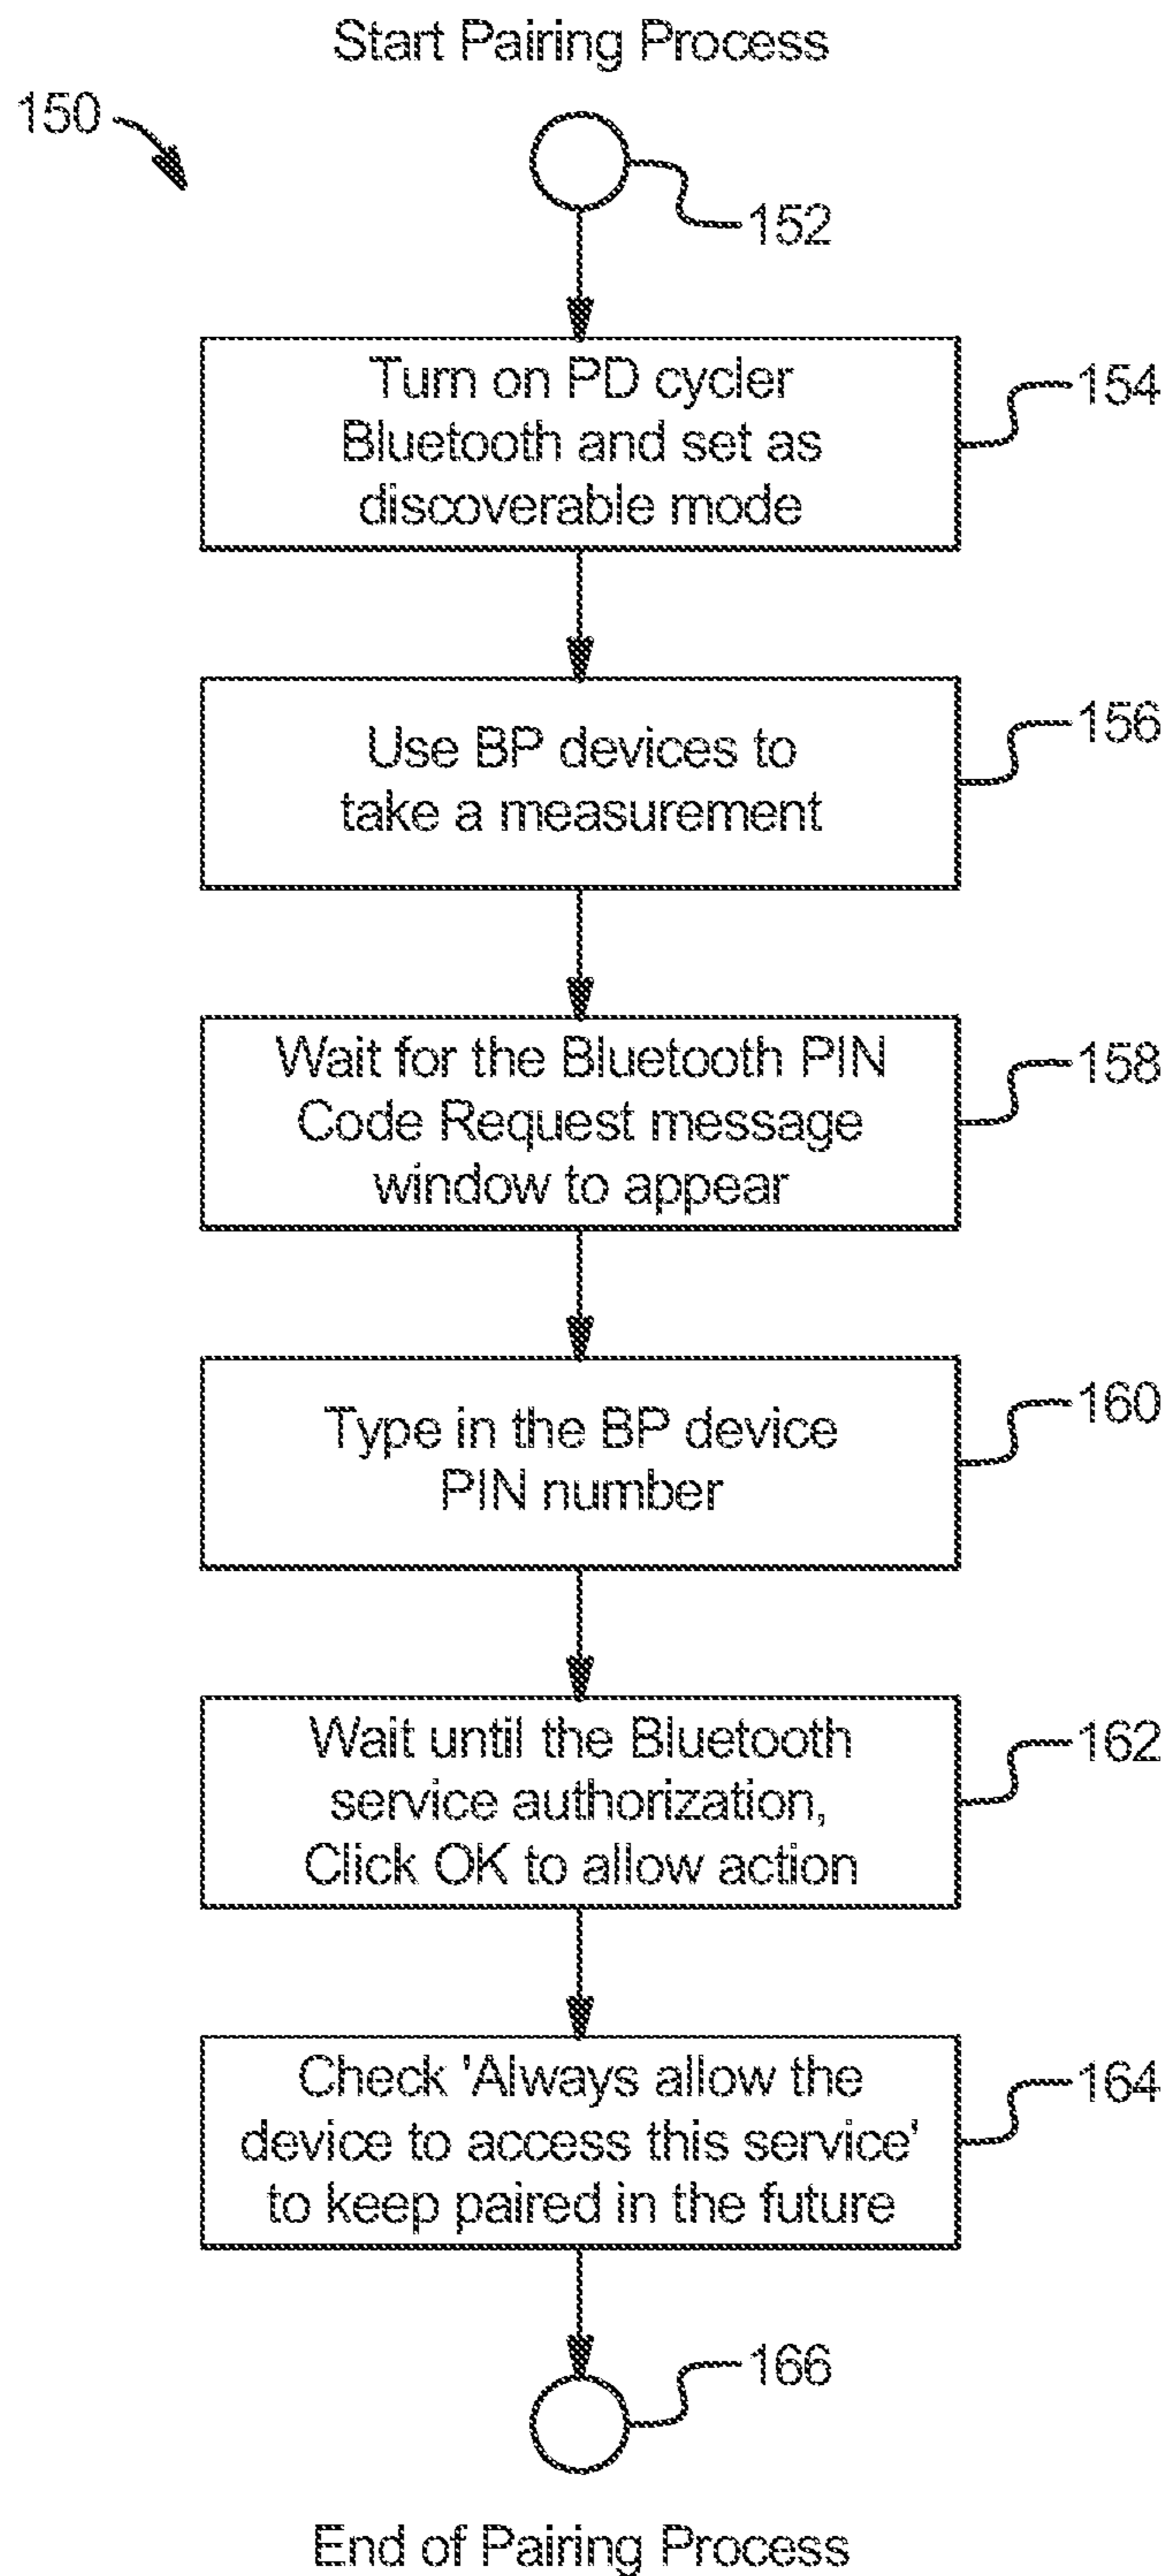 Start Pairing Process
150
152
Turn on PD cycler
Bluetooth and set as
discoverable mode
154
Use BP devices to
take a measurement
156
Wait for the Bluetooth PIN
Code Request message
window to appear
158
Type in the BP device
PIN number
160
Wait until the Bluetooth
service authorization,
Click OK to allow action
162
Check 'Always allow the
device to access this service'
to keep paired in the future
164
166
End of Pairing Process